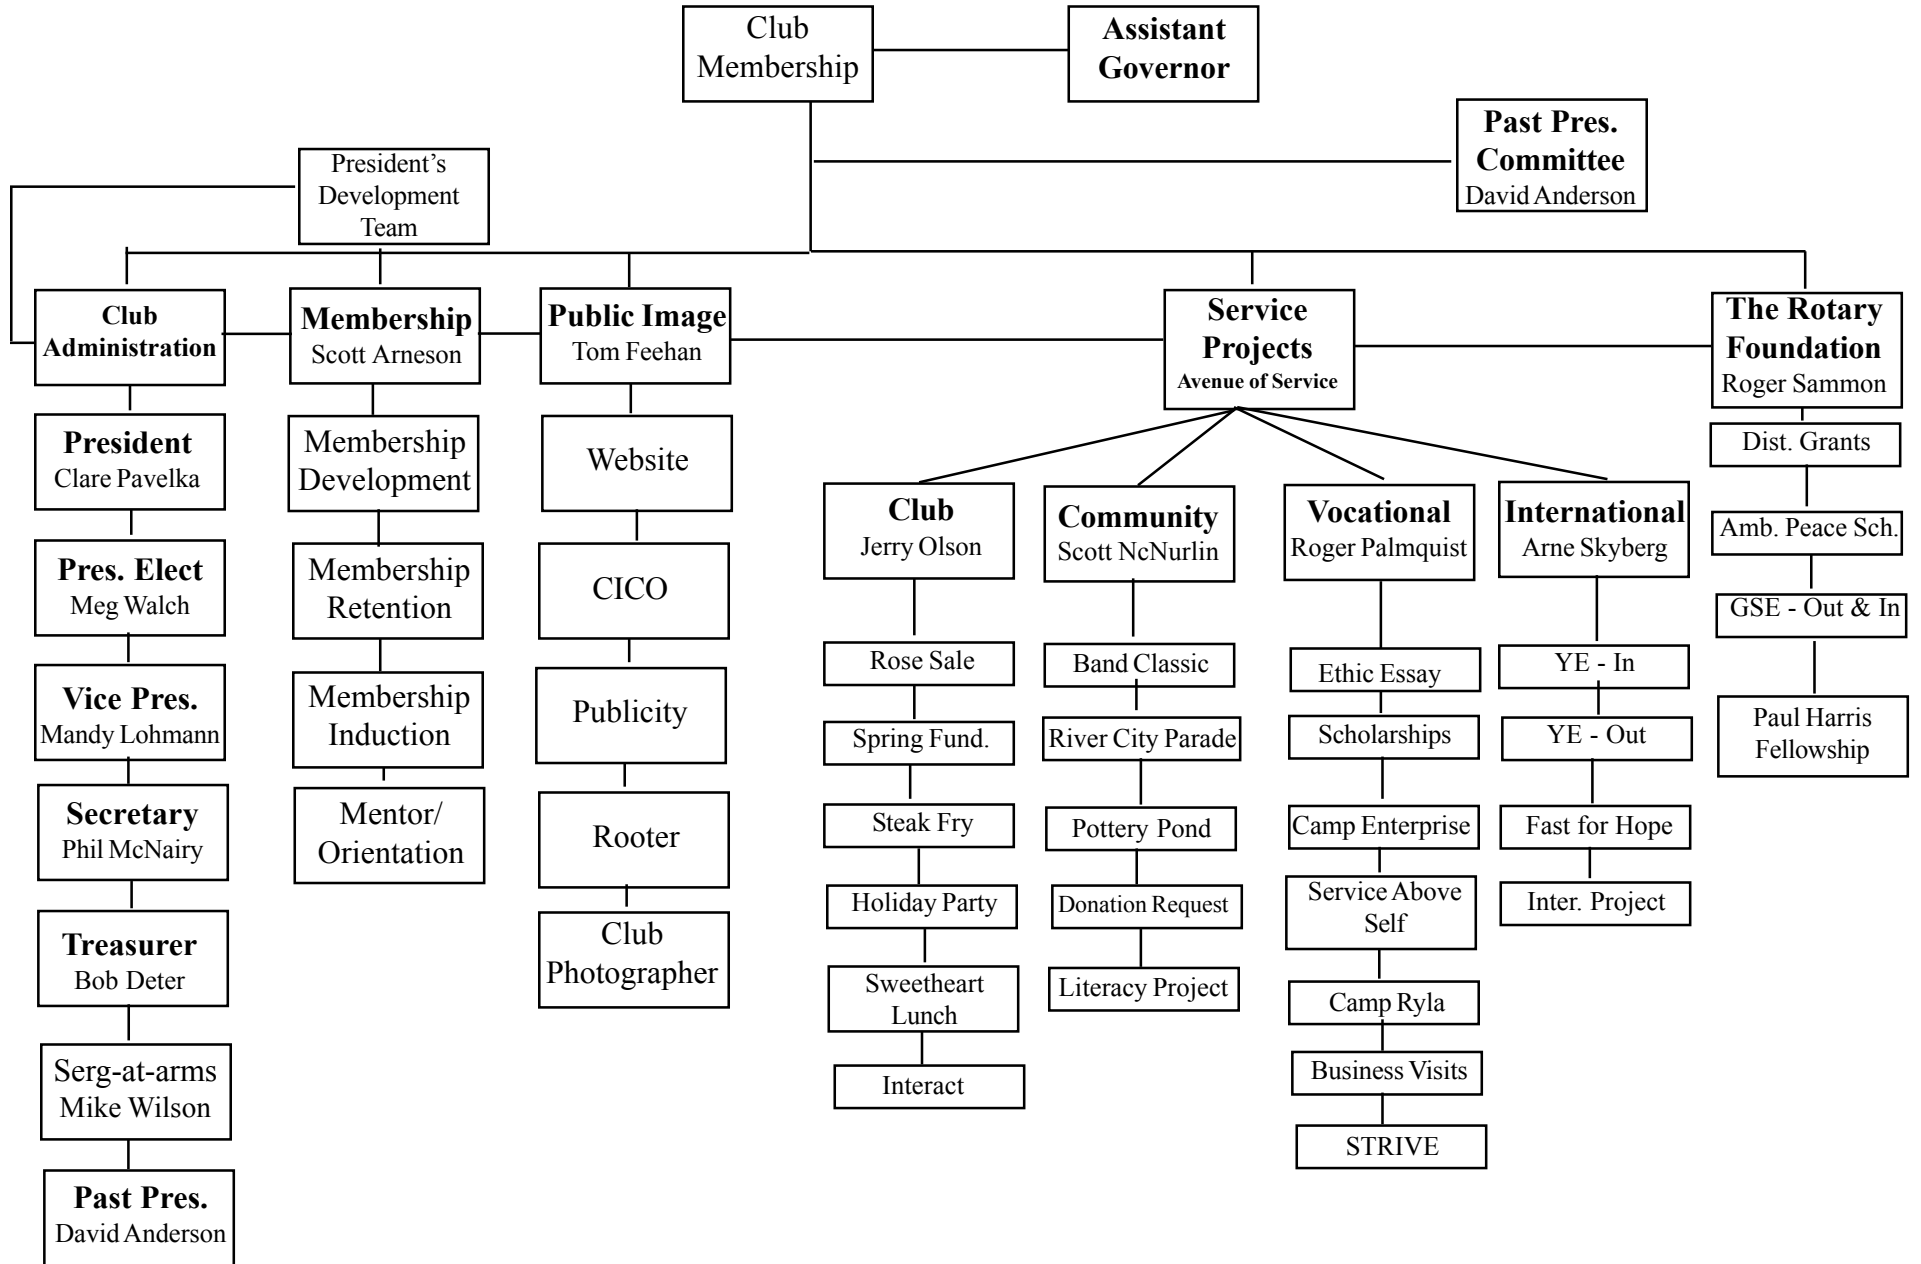 Club
Membership
Assistant
Governor
Past Pres.
Committee
David Anderson
President’s
Development
Team
Club
Administration
Membership
Scott Arneson
Public Image
Tom Feehan
Service
Projects
Avenue of Service
The Rotary
Foundation
Roger Sammon
President
Clare Pavelka
Pres. Elect
Meg Walch
Vice Pres.
Mandy Lohmann
Secretary
Phil McNairy
Treasurer
Bob Deter
Serg-at-arms
Mike Wilson
Past Pres.
David Anderson
Membership
Development
Membership
Retention
Membership
Induction
Mentor/
Orientation
Website
CICO
Publicity
Rooter
Club
Photographer
Club
Jerry Olson
Rose Sale
Spring Fund.
Steak Fry
Holiday Party
Sweetheart
Lunch
Interact
Community
Scott NcNurlin
Band Classic
River City Parade
Pottery Pond
Donation Request
Literacy Project
Vocational
Roger Palmquist
Ethic Essay
Scholarships
Camp Enterprise
Service Above
Self
Camp Ryla
Business Visits
STRIVE
International
Arne Skyberg
YE - In
YE - Out
Fast for Hope
Inter. Project
Dist. Grants
Amb. Peace Sch.
GSE - Out & In
Paul Harris
Fellowship